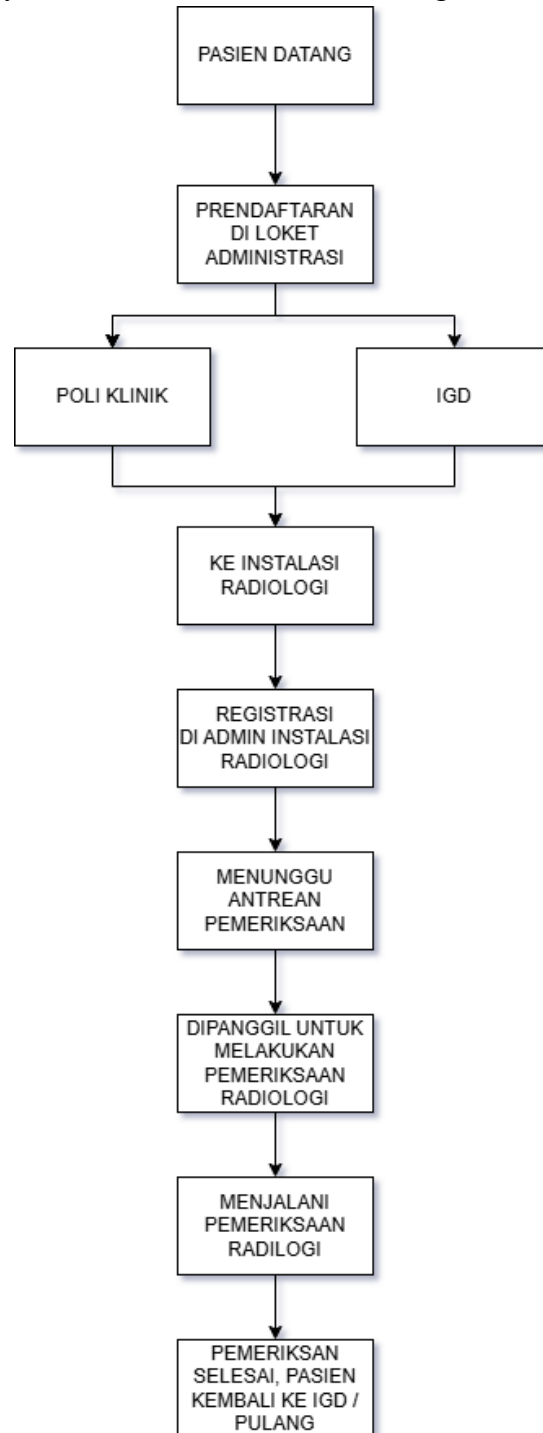 PASIEN DATANG
PRENDAFTARAN
DI LOKET
ADMINISTRASI
POLI KLINIK
IGD
KE INSTALASI
RADIOLOGI
REGISTRASI
DI ADMIN INSTALASI
RADIOLOGI
MENUNGGU
ANTREAN
PEMERIKSAAN
DIPANGGIL UNTUK
MELAKUKAN
PEMERIKSAAN
RADIOLOGI
MENJALANI
PEMERIKSAAN
RADILOGI
PEMERIKSAN
SELESAI, PASIEN
KEMBALI KE IGD /
PULANG